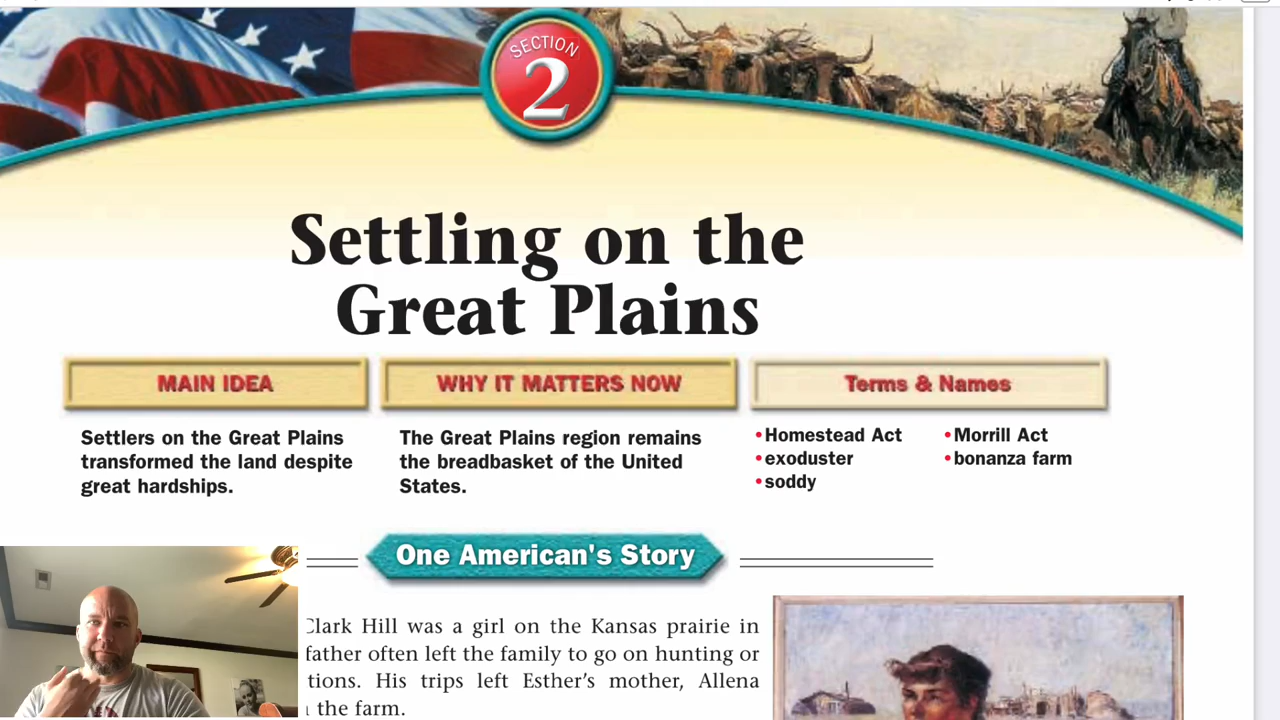 SECTION
2
Settling on the
Great Plains
MAIN IDEA
Settlers on the Great Plains
transformed the land despite
great hardships.
WHY IT MATTERS NOW
The Great Plains region remains
the breadbasket of the United
States.
Terms & Names
•Homestead Act
•exoduster
•soddy
•Morrill Act
•bonanza farm
One American's Story
Clark Hill was a girl on the Kansas prairie in
father often left the family to go on hunting or
tions. His trips left Esther's mother, Allena
the farm.